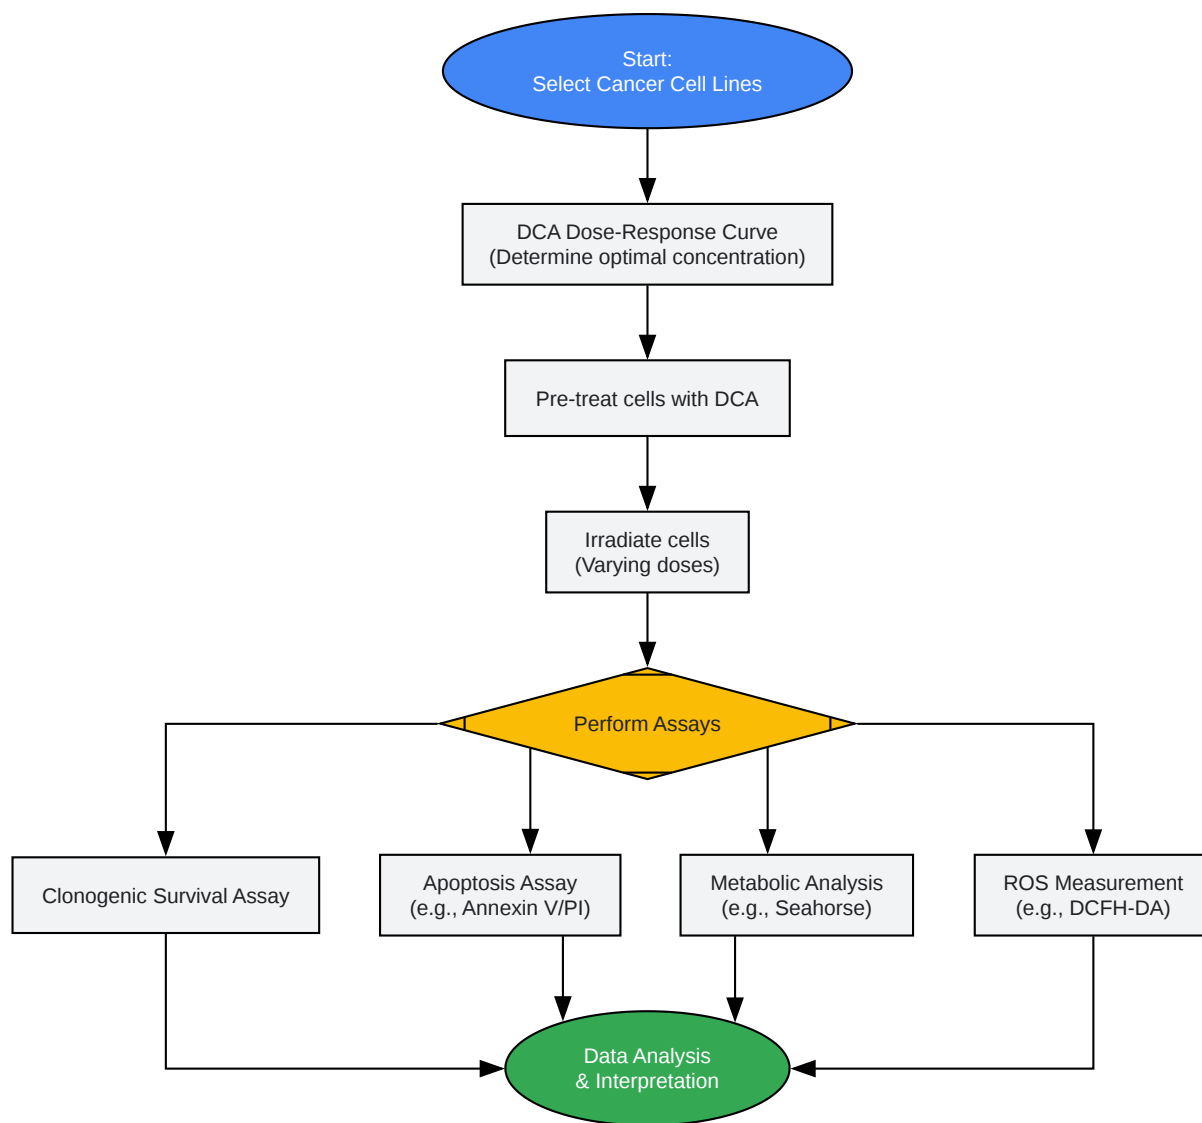 Start:
Select Cancer Cell Lines
DCA Dose-Response Curve
(Determine optimal concentration)
Pre-treat cells with DCA
Irradiate cells
(Varying doses)
Perform Assays
Clonogenic Survival Assay
Apoptosis Assay
(e.g., Annexin V/PI)
Metabolic Analysis
(e.g., Seahorse)
ROS Measurement
(e.g., DCFH-DA)
Data Analysis
& Interpretation